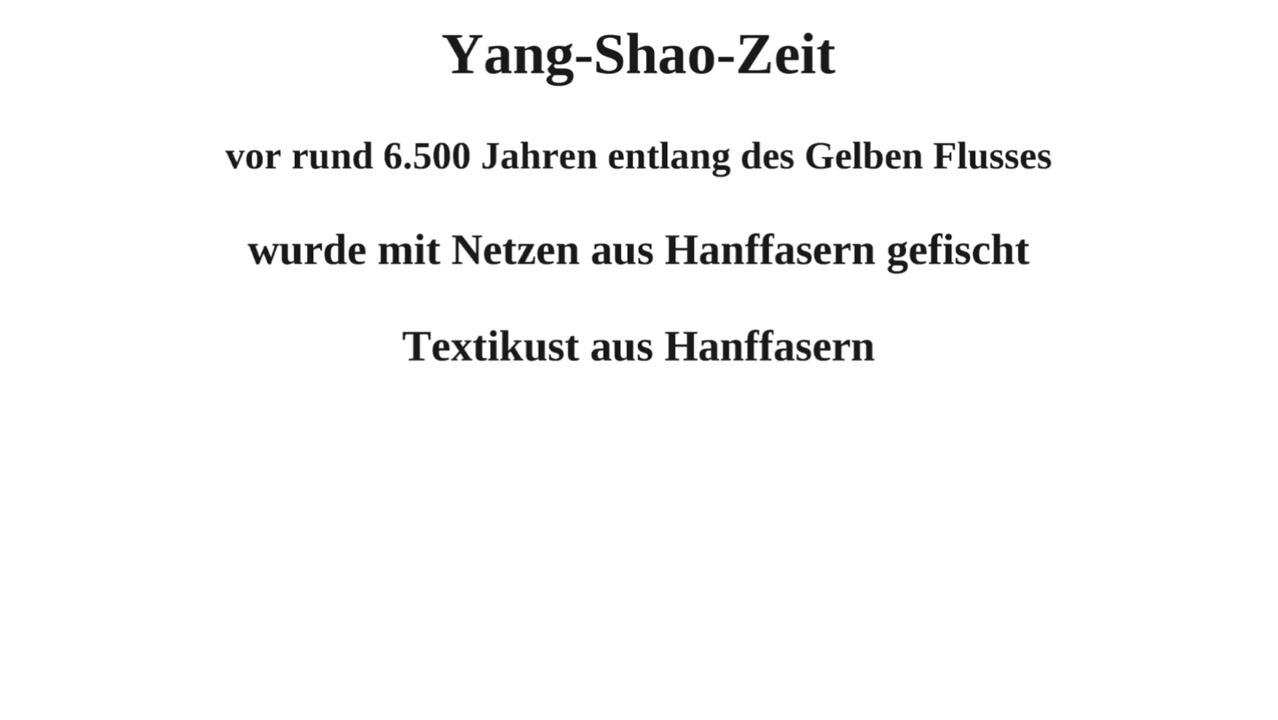 Yang-Shao-Zeit
vor rund 6.500 Jahren entlang des Gelben Flusses
wurde mit Netzen aus Hanffasern gefischt
Textikust aus Hanffasern